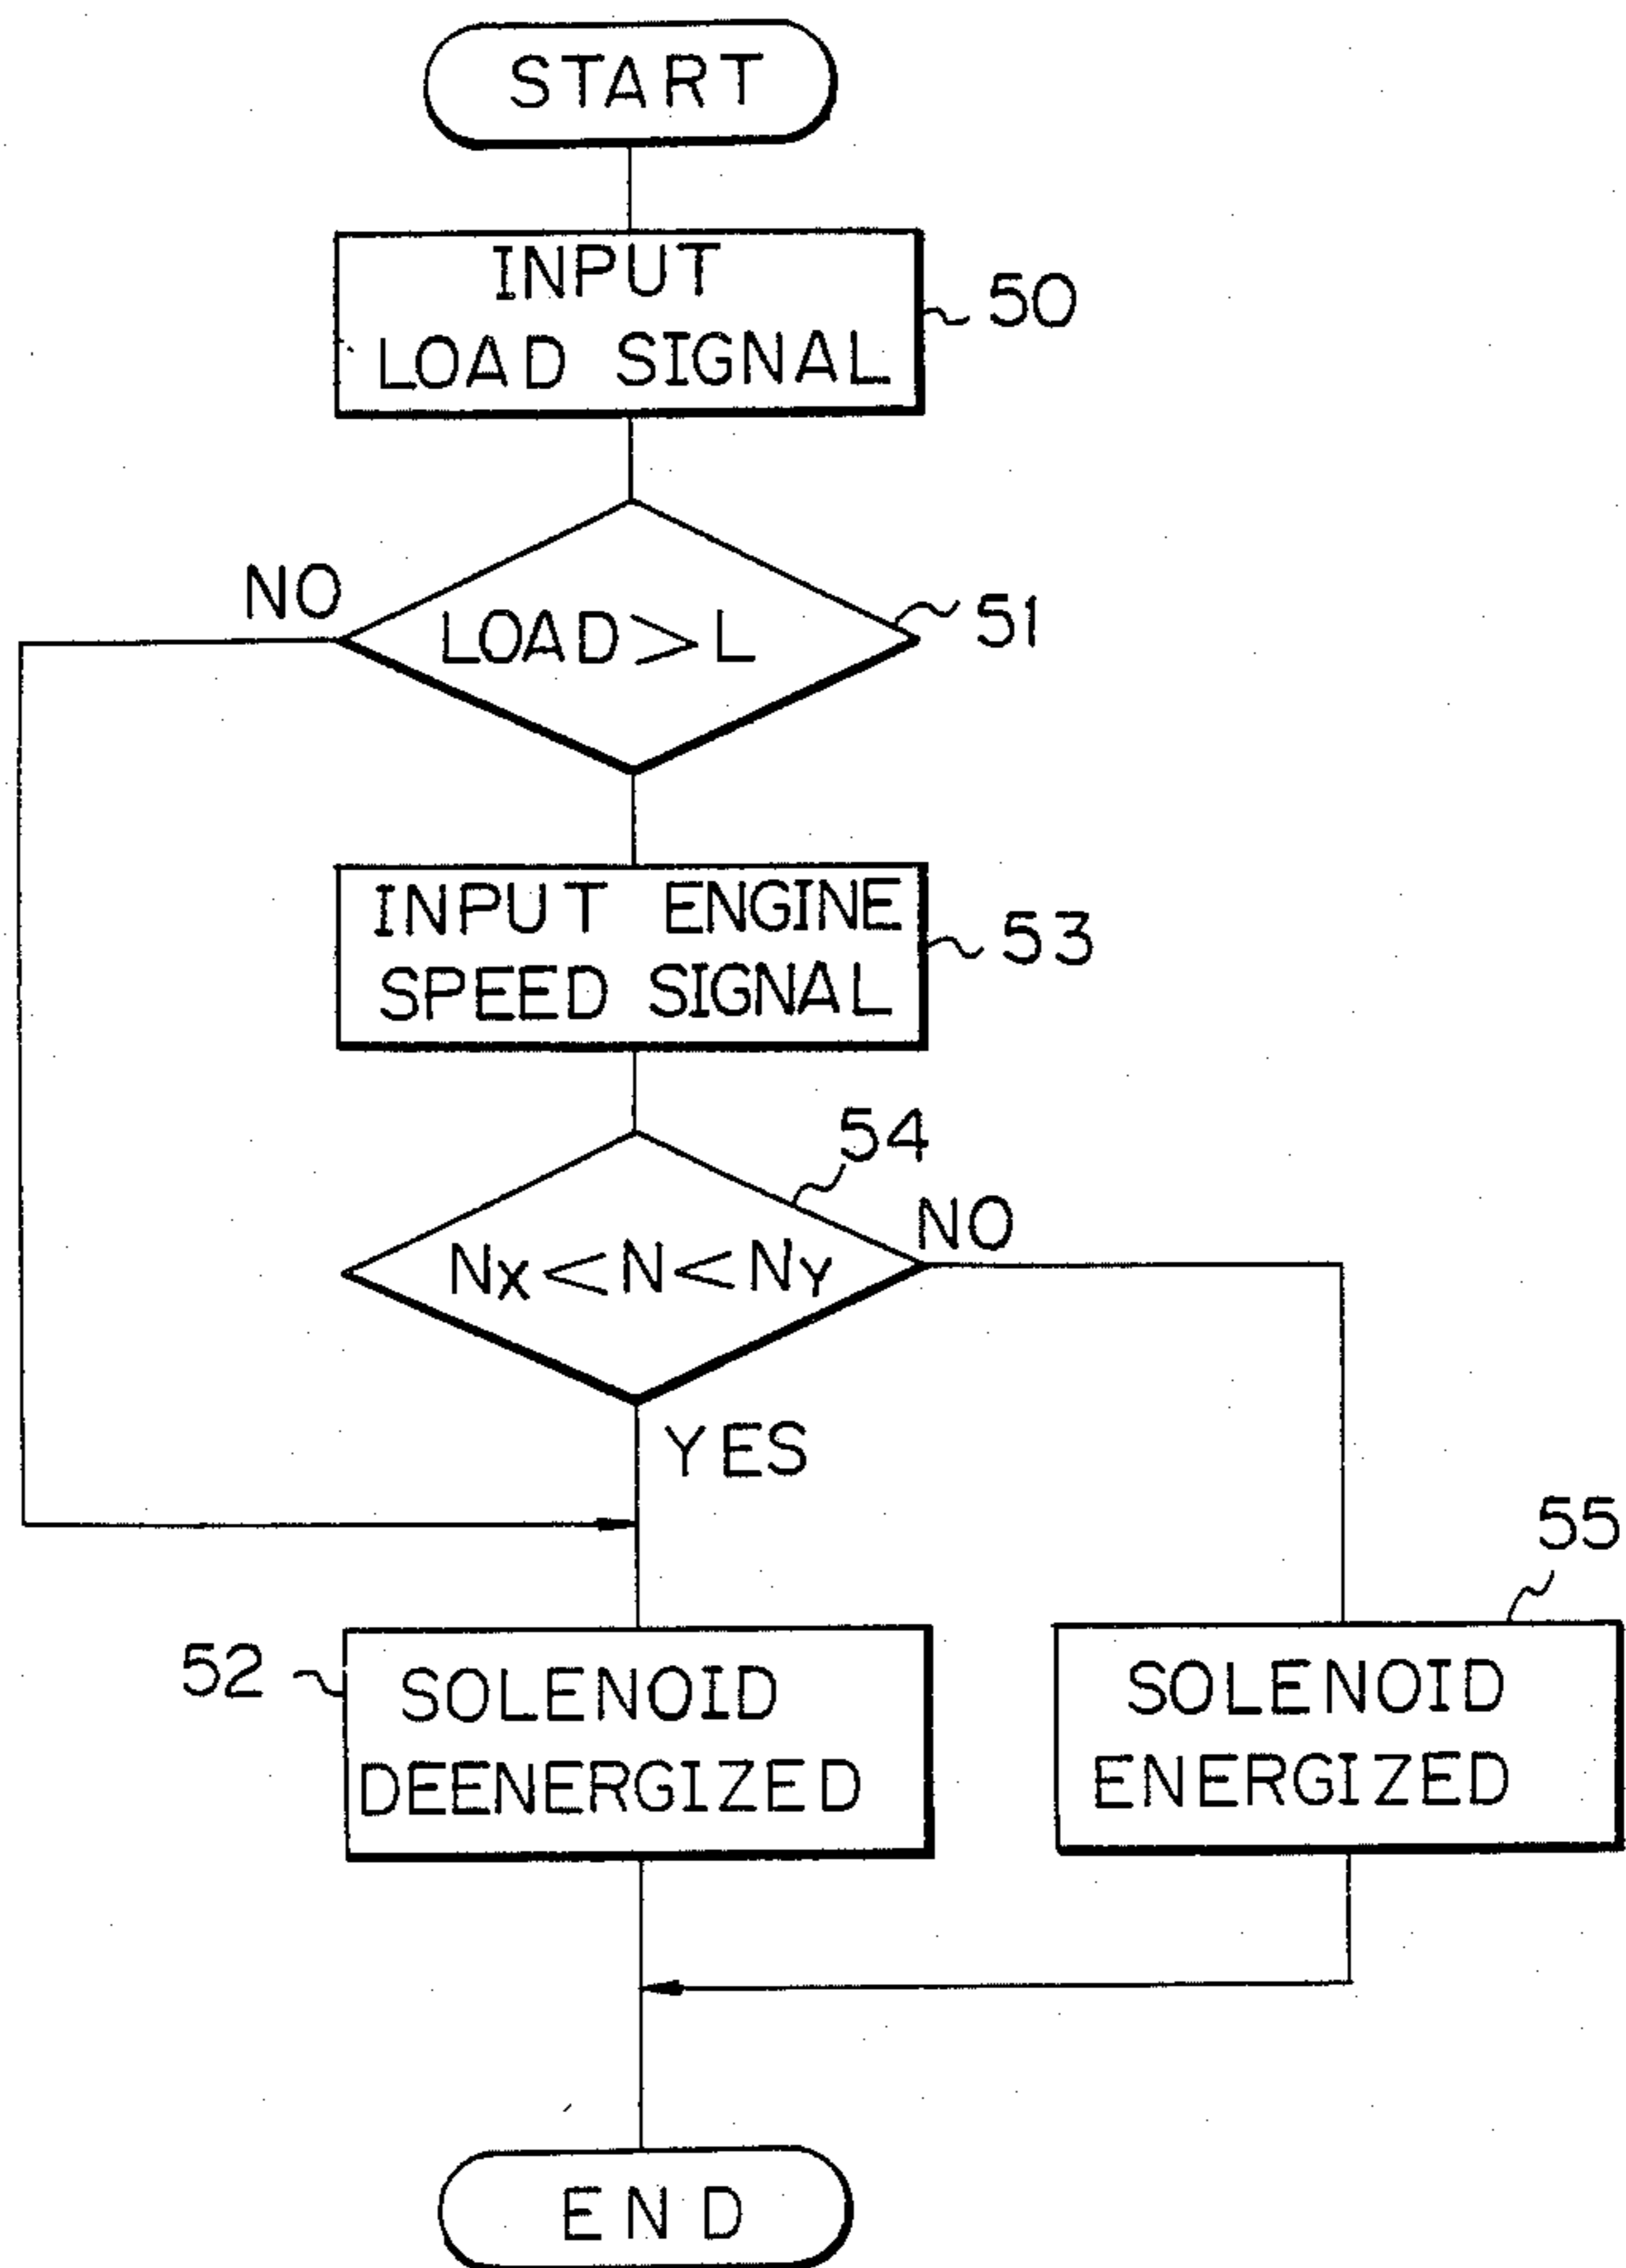 START
INPUT
LOAD SIGNAL
50
NO
LOAD>L
51
INPUT ENGINE
SPEED SIGNAL
53
54
NX<N<NY
NO
YES
55
52
SOLENOID
DEENERGIZED
SOLENOID
ENERGIZED
END